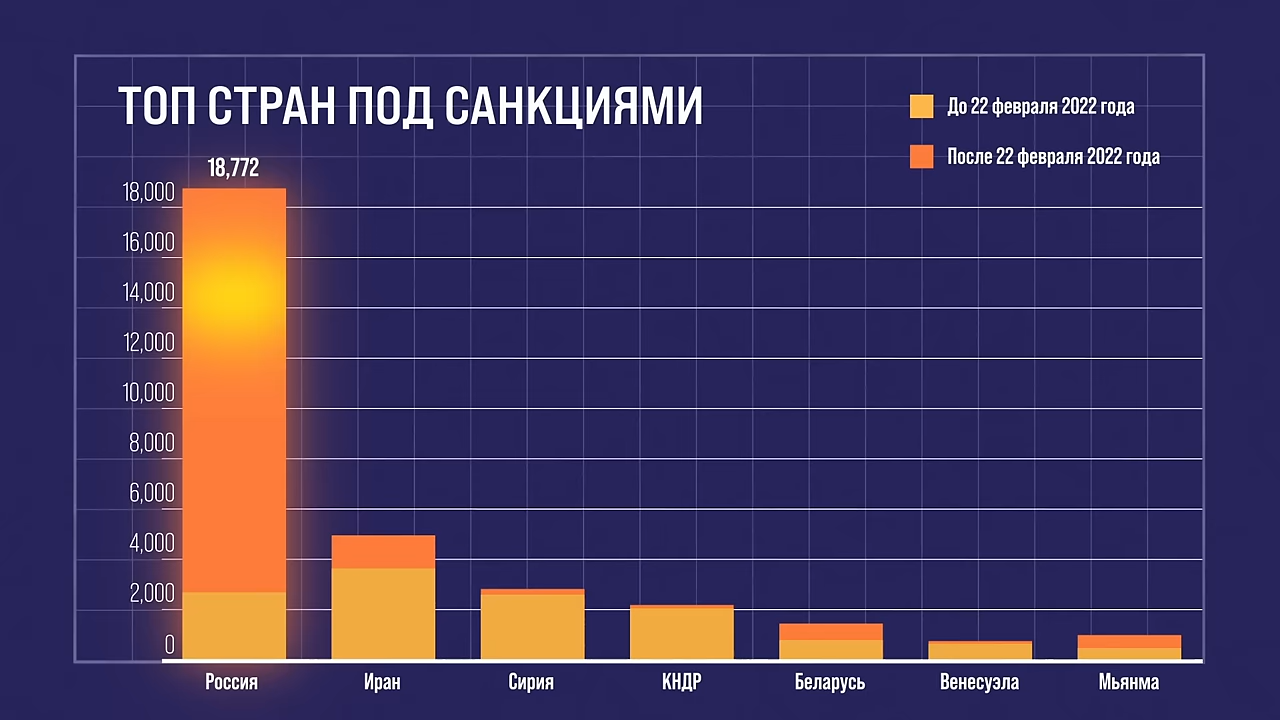 ТОП СТРАН ПОД САНКЦИЯМИ
До 22 февраля 2022 года
После 22 февраля 2022 года
18,772
18,000
16,000
14,000
12,000
10,000
8,000
6,000
4,000
2,000
0
Россия Иран Сирия КНДР Беларусь Венесуэла Мьянма